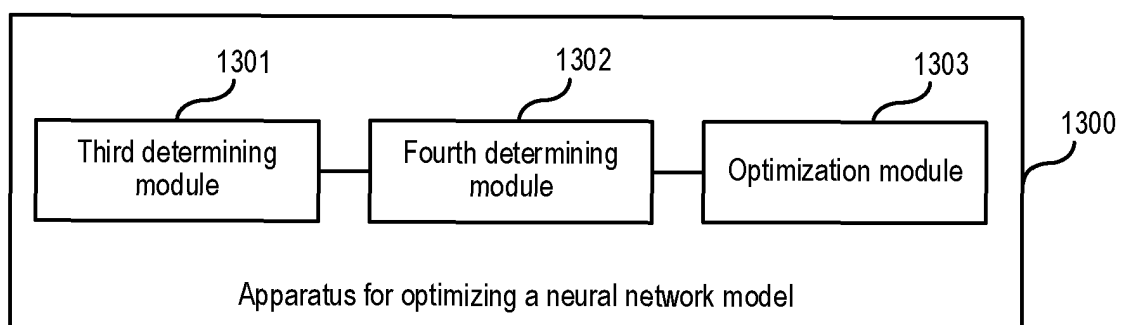 1301
1302
1303
1300
Third determining
module
Fourth determining
module
Optimization module
Apparatus for optimizing a neural network model